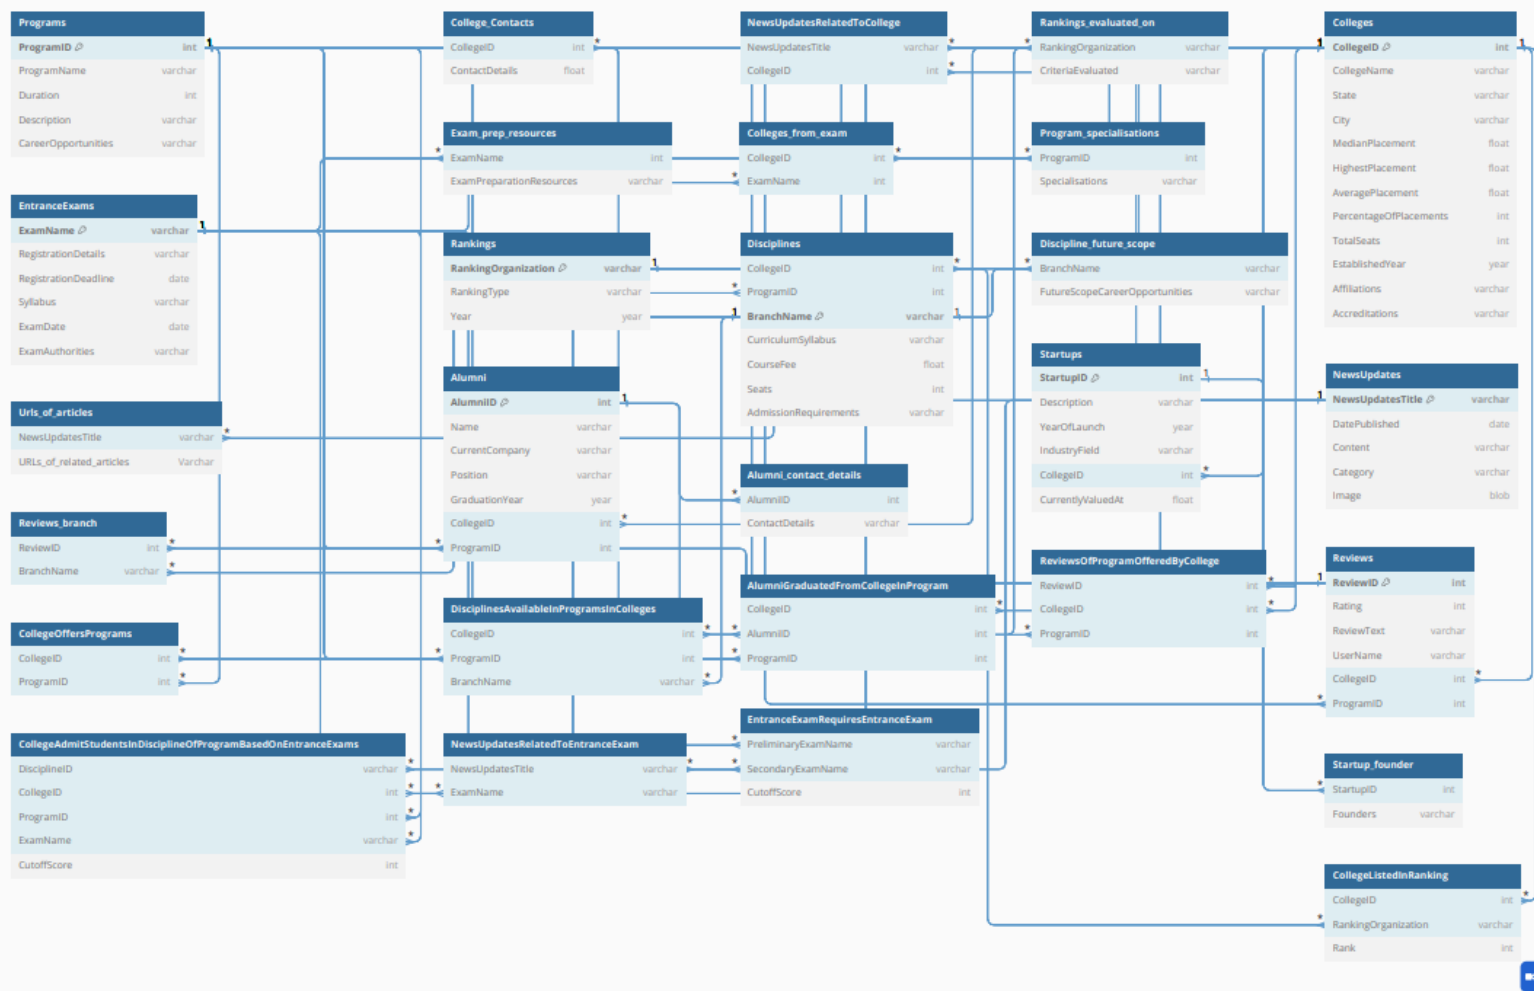 Programs
ProgramID int
ProgramName varchar
Duration int
Description varchar
CareerOpportunities varchar
EntranceExams
ExamName varchar
RegistrationDetails varchar
RegistrationDeadline date
Syllabus varchar
ExamDate date
ExamAuthorities varchar
Urls_of_articles
NewsUpdatesTitle varchar
URLs_of_related_articles Varchar
Reviews_branch
ReviewID int
BranchName varchar
CollegeOffersPrograms
CollegeID int
ProgramID int
CollegeAdmitStudentsInDisciplineOfProgramBasedOnEntranceExams
DisciplineID varchar
CollegeID int
ProgramID int
ExamName varchar
CutoffScore int
College_Contacts
CollegeID int
ContactDetails float
Exam_prep_resources
ExamName int
ExamPreparationResources varchar
Rankings
RankingOrganization varchar
RankingType varchar
Year year
Alumni
AlumniID int
Name varchar
CurrentCompany varchar
Position varchar
GraduationYear year
CollegeID int
ProgramID int
DisciplinesAvailableInProgramsInColleges
CollegeID int
ProgramID int
BranchName varchar
NewsUpdatesRelatedToEntranceExam
NewsUpdatesTitle varchar
ExamName varchar
NewsUpdatesRelatedToCollege
NewsUpdatesTitle varchar
CollegeID int
Colleges_from_exam
CollegeID int
ExamName int
Disciplines
CollegeID int
ProgramID int
BranchName varchar
CurriculumSyllabus varchar
CourseFee float
Seats int
AdmissionRequirements varchar
Alumni_contact_details
AlumniID int
ContactDetails varchar
AlumniGraduatedFromCollegeInProgram
CollegeID int
AlumniID int
ProgramID int
EntranceExamRequiresEntranceExam
PreliminaryExamName varchar
SecondaryExamName varchar
CutoffScore int
Rankings_evaluated_on
RankingOrganization varchar
CriteriaEvaluated varchar
Program_specialisations
ProgramID int
Specialisations varchar
Discipline_future_scope
BranchName varchar
FutureScopeCareerOpportunities varchar
Startups
StartupID int
Description varchar
YearOfLaunch year
IndustryField varchar
CollegeID int
CurrentlyValuedAt float
ReviewsOfProgramOfferedByCollege
ReviewID int
CollegeID int
ProgramID int
Colleges
CollegeID int
CollegeName varchar
State varchar
City varchar
MedianPlacement float
HighestPlacement float
AveragePlacement float
PercentageOfPlacements int
TotalSeats int
EstablishedYear year
Affiliations varchar
Accreditations varchar
NewsUpdates
NewsUpdatesTitle varchar
DatePublished date
Content varchar
Category varchar
Image blob
Reviews
ReviewID int
Rating int
ReviewText varchar
UserName varchar
CollegeID int
ProgramID int
Startup_founder
StartupID int
Founders varchar
CollegeListedInRanking
CollegeID int
RankingOrganization varchar
Rank int